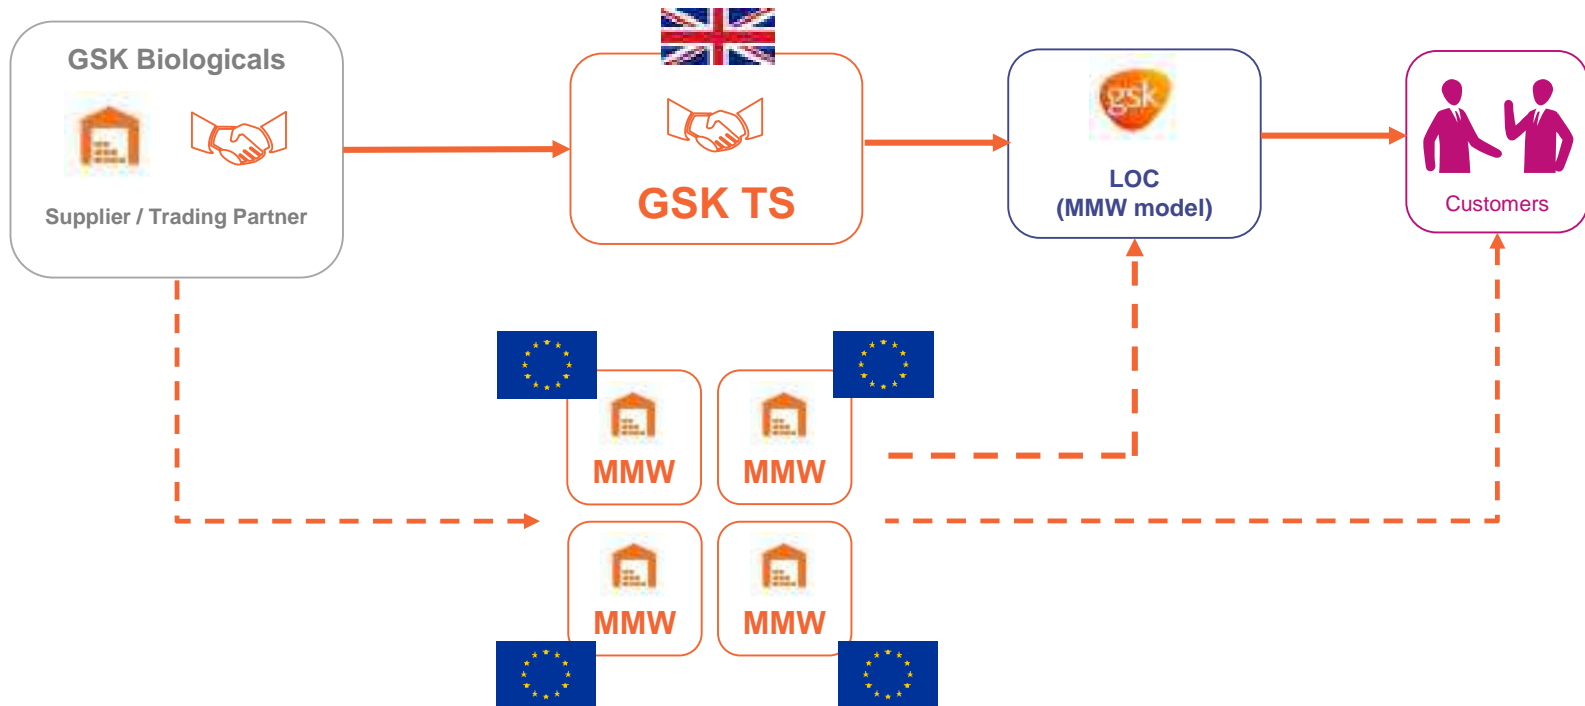 GSK Biologicals
Supplier / Trading Partner
GSK TS
gsk
LOC
(MMW model)
Customers
MMW
MMW
MMW
MMW